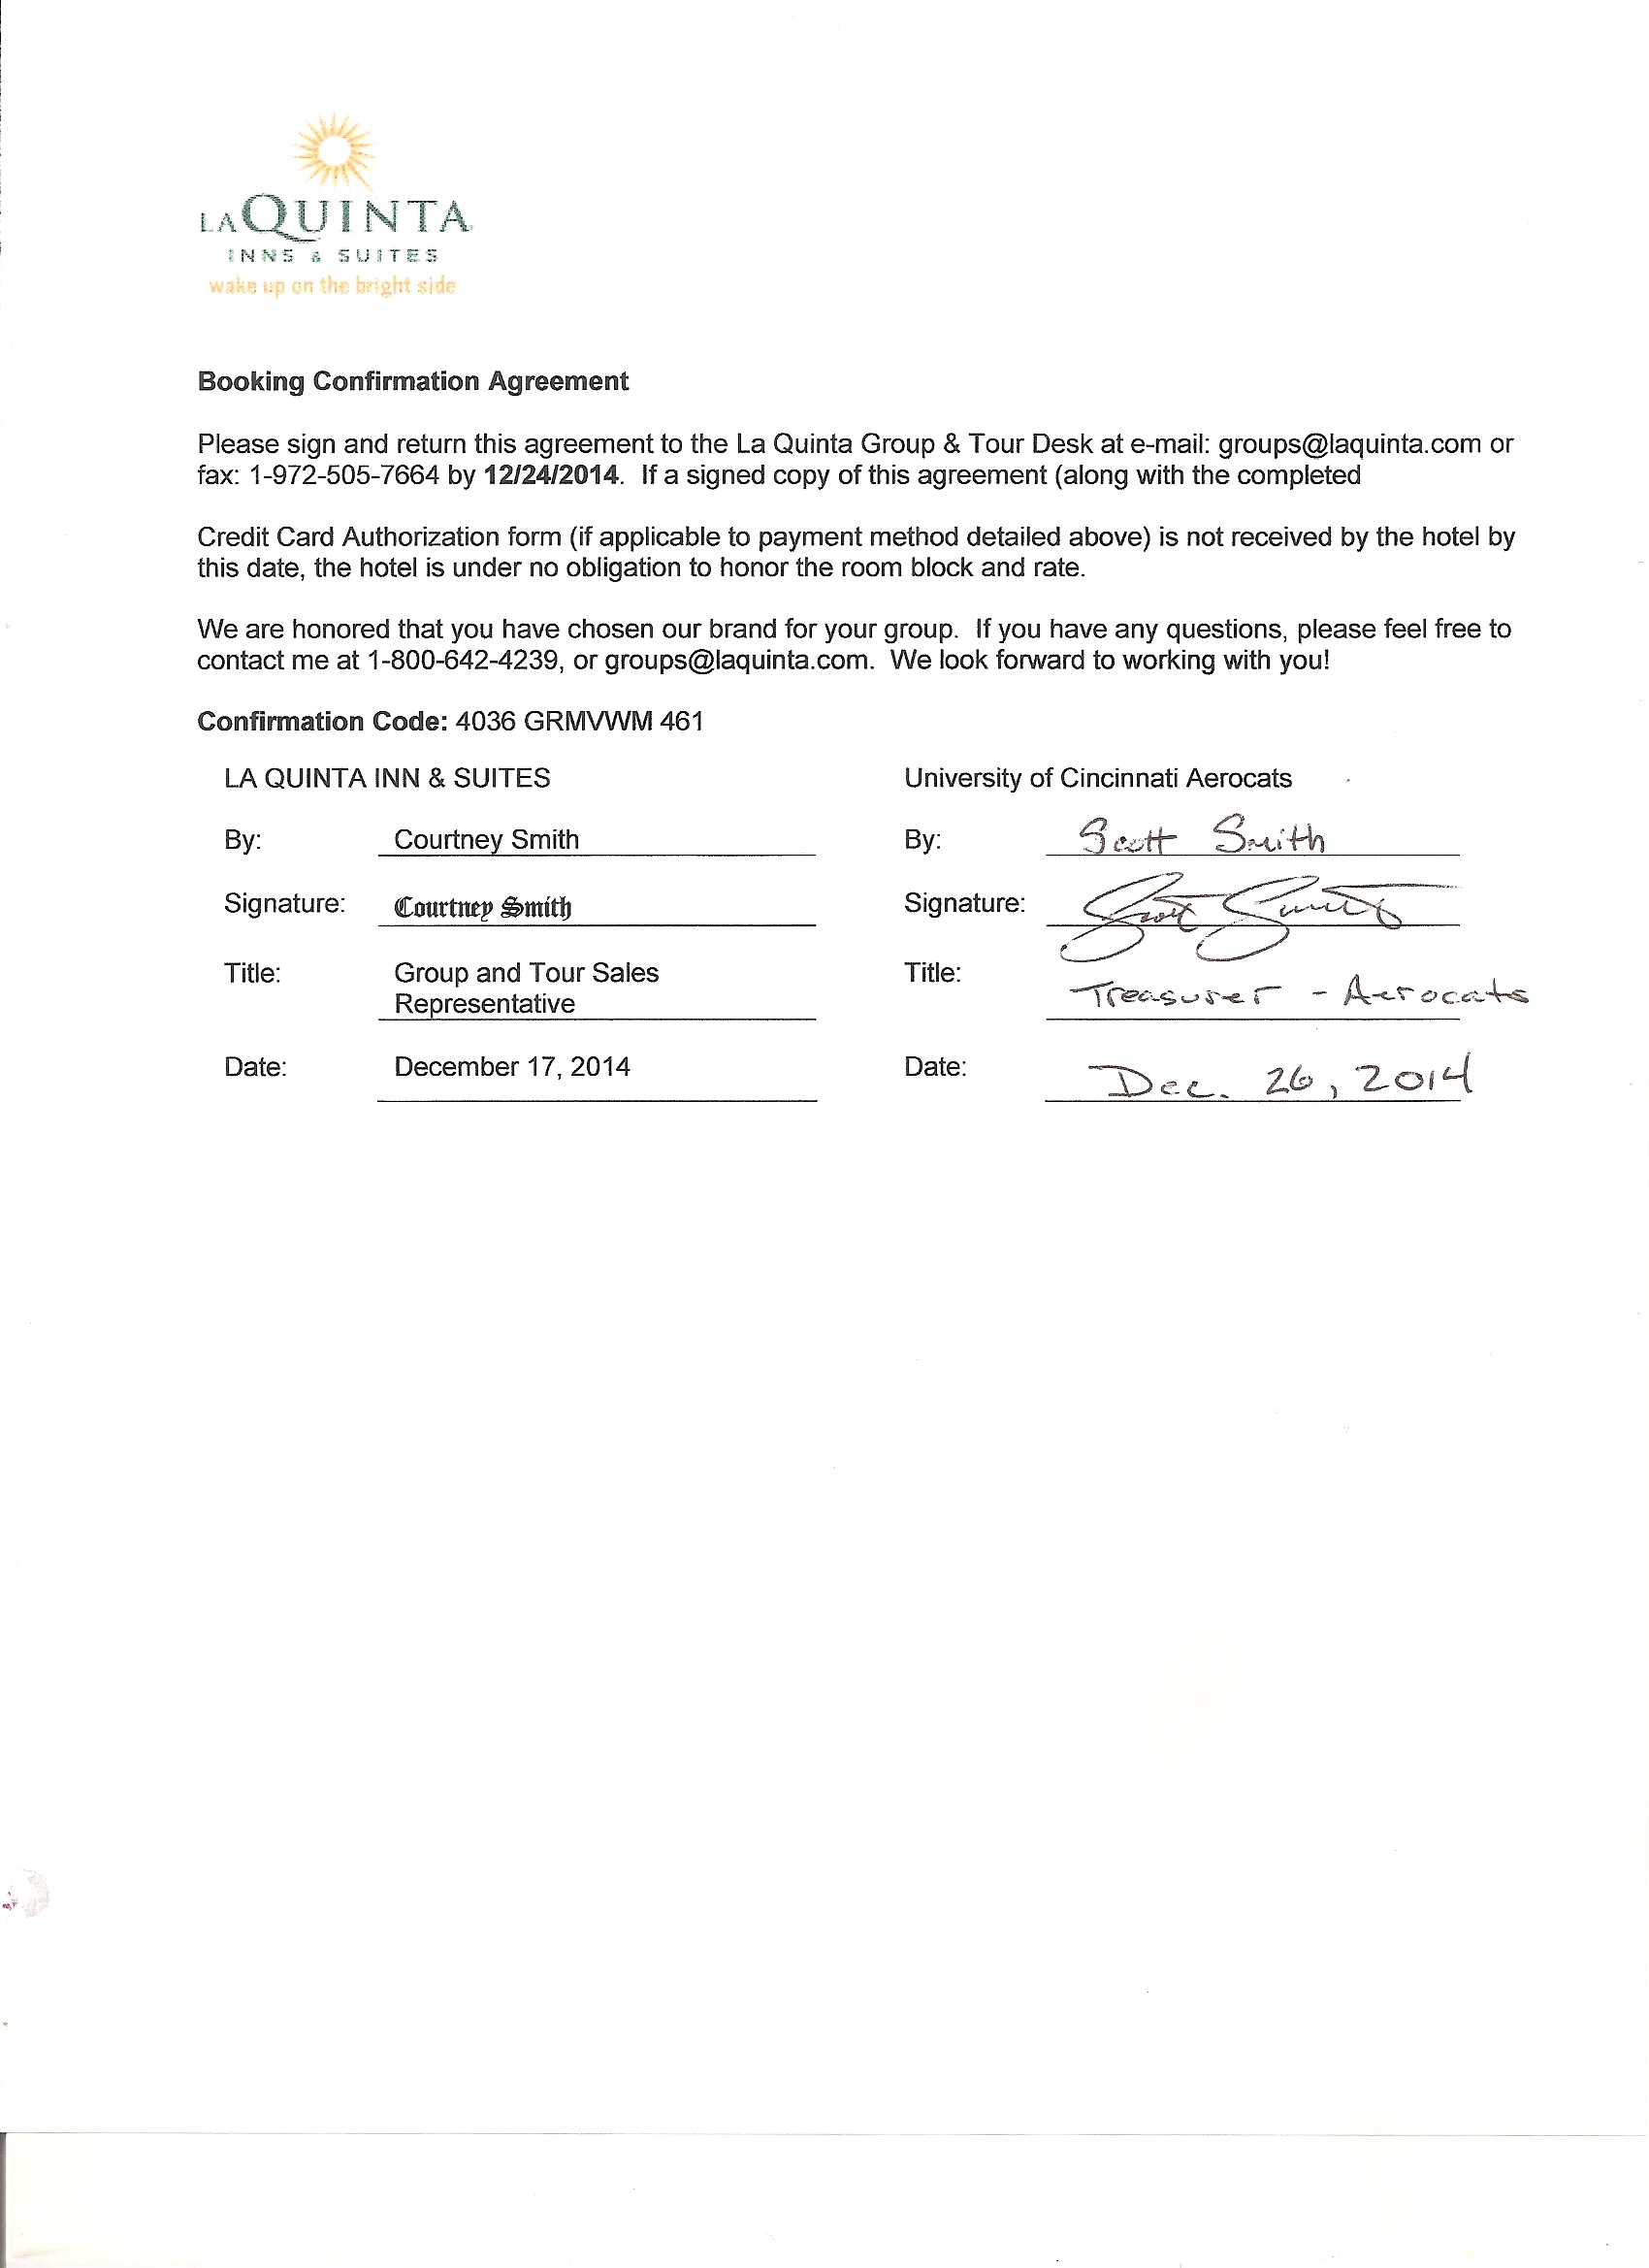 LA QUINTA
INNS & SUITES
wake up on the bright side
Booking Confirmation Agreement
Please sign and return this agreement to the La Quinta Group & Tour Desk at e-mail: groups@laquinta.com or
fax: 1-972-505-7664 by 12/24/2014. If a signed copy of this agreement (along with the completed
Credit Card Authorization form (if applicable to payment method detailed above) is not received by the hotel by
this date, the hotel is under no obligation to honor the room block and rate.
We are honored that you have chosen our brand for your group. If you have any questions, please feel free to
contact me at 1-800-642-4239, or groups@laquinta.com. We look forward to working with you!
Confirmation Code: 4036 GRMVWM 461
LA QUINTA INN & SUITES University of Cincinnati Aerocats
By: Courtney Smith By: Scott Smith
Signature: Courtney Smith Signature: Scott Smith
Title: Group and Tour Sales Title: Treasurer - Aerocats
Representative
Date: December 17, 2014 Date: Dec. 26, 2014